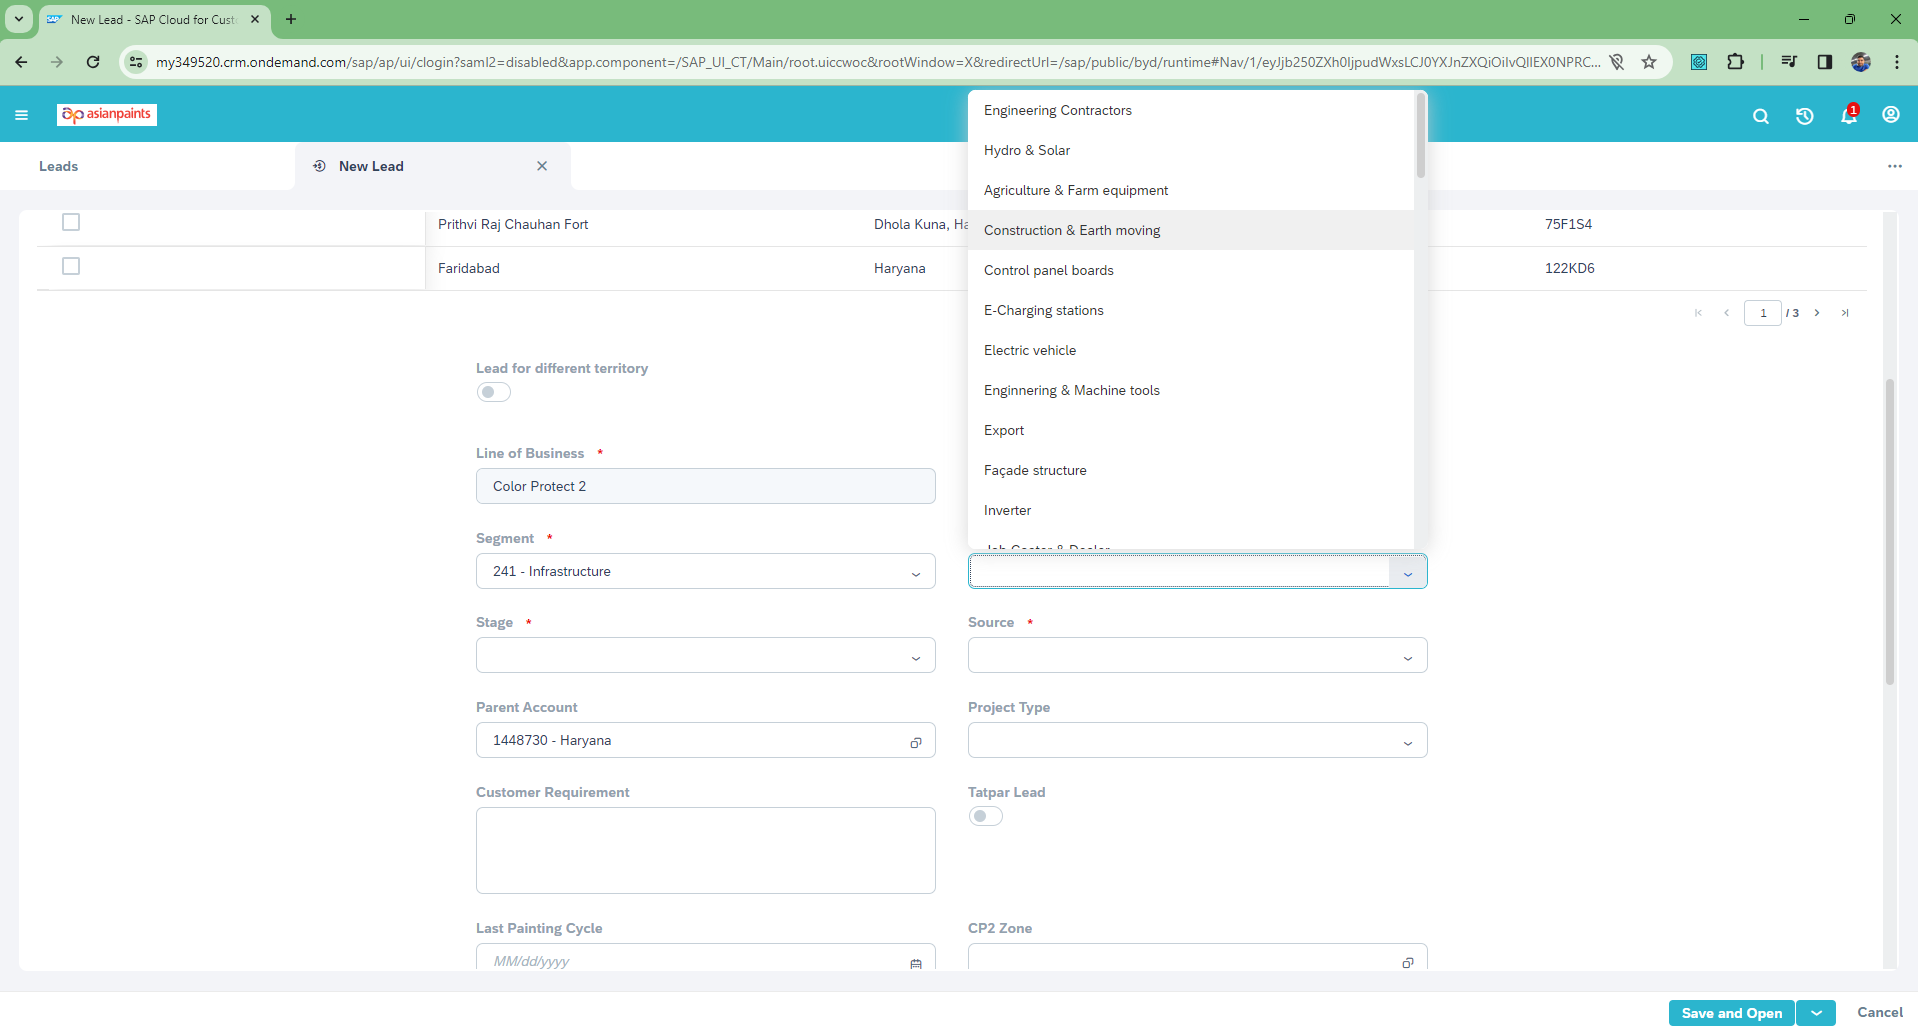 New Lead - SAP Cloud for Cust
my349520.crm.ondemand.com/sap/ap/ui/clogin?saml2=disabled&app.component=/SAP_UI_CT/Main/root.uiccwoc&rootWindow=X&redirectUrl=/sap/public/byd/runtime#Nav/1/eyJjb250ZXh0IjpudWxsLCJ0YXJnZXQiOiIvQllEX0NPRC...
asianpaints
1
Leads
New Lead
Engineering Contractors
Hydro & Solar
Agriculture & Farm equipment
Construction & Earth moving
Control panel boards
E-Charging stations
Electric vehicle
Enginnering & Machine tools
Export
Façade structure
Inverter
Prithvi Raj Chauhan Fort
Dhola Kuna, Ha
75F1S4
Faridabad
Haryana
122KD6
1 / 3
Lead for different territory
Line of Business *
Color Protect 2
Segment *
241 - Infrastructure
Stage *
Source *
Parent Account
Project Type
1448730 - Haryana
Customer Requirement
Tatpar Lead
Last Painting Cycle
CP2 Zone
MM/dd/yyyy
Save and Open
Cancel